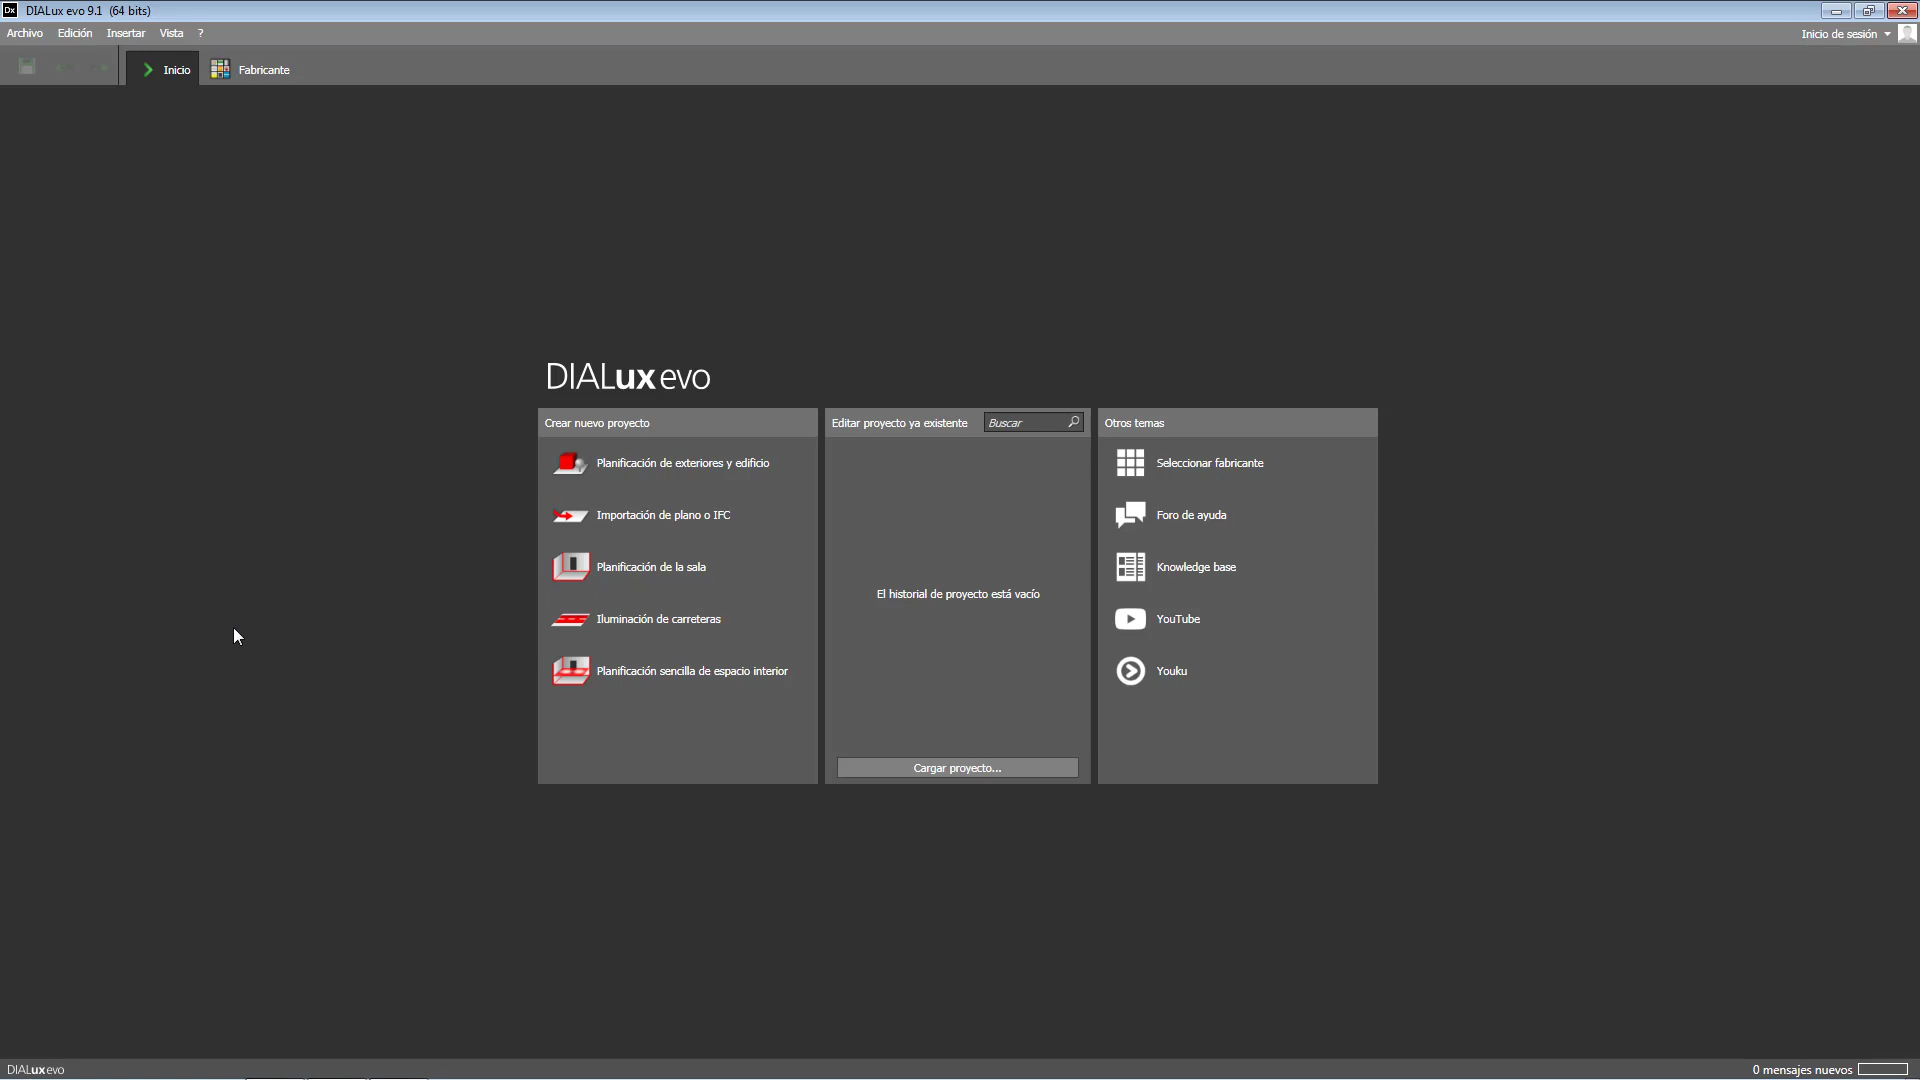 Dx DIALux evo 9.1 (64 bits)
Archivo Edición Insertar Vista ? Inicio de sesión
Inicio Fabricante
DIALux evo
Crear nuevo proyecto
Planificación de exteriores y edificio
Importación de plano o IFC
Planificación de la sala
Iluminación de carreteras
Planificación sencilla de espacio interior
Editar proyecto ya existente Buscar
El historial de proyecto está vacío
Cargar proyecto...
Otros temas
Seleccionar fabricante
Foro de ayuda
Knowledge base
YouTube
Youku
DIALux evo 0 mensajes nuevos